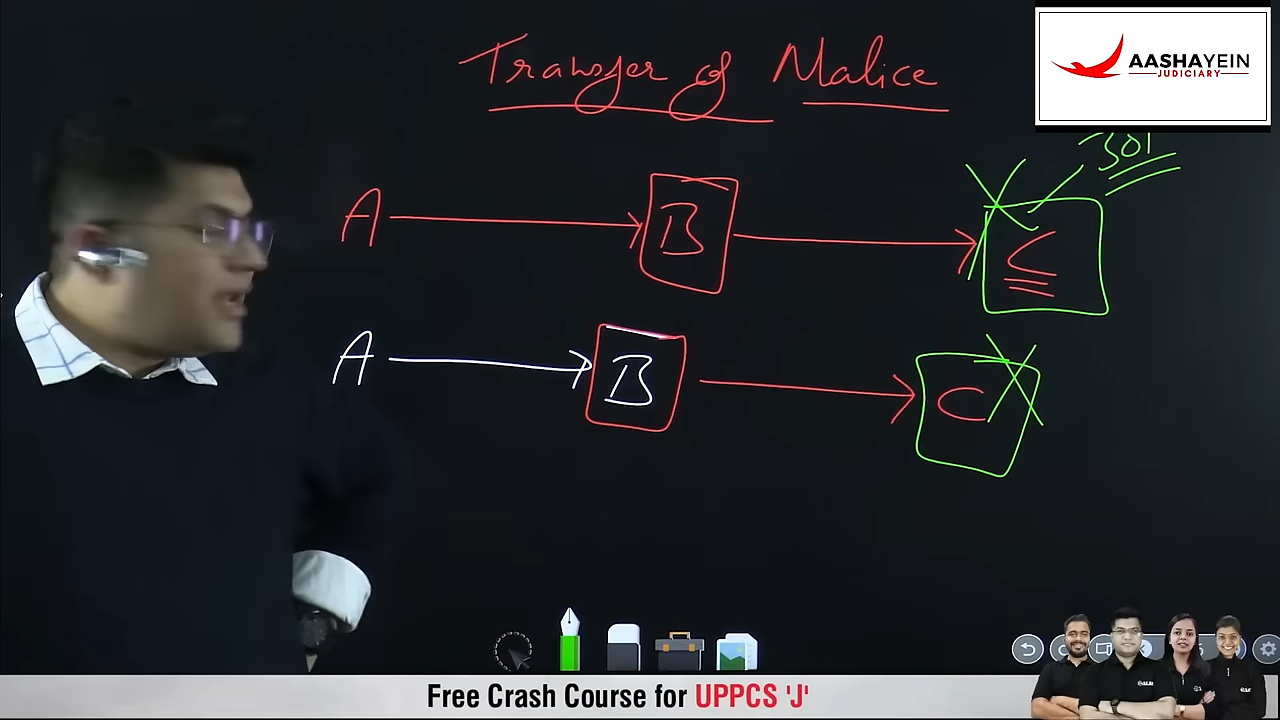 Transfer of Malice
AASHAYEIN
JUDICIARY
301
A B C
A B C
Free Crash Course for UPPCS 'J'